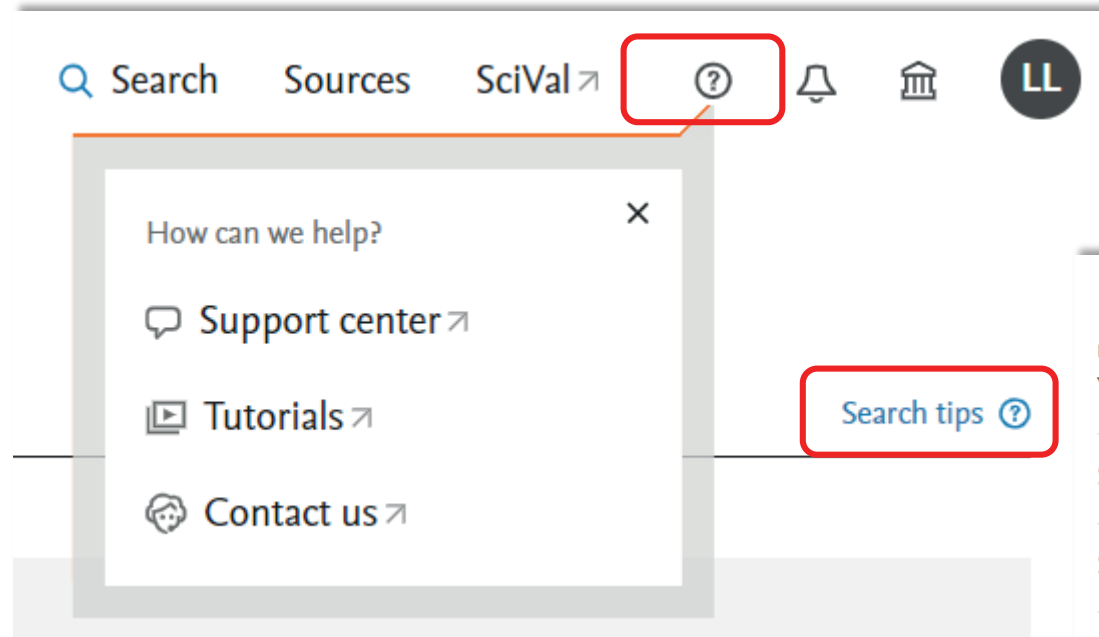 Search Sources SciVal LL
How can we help?
Support center
Tutorials
Search tips
Contact us